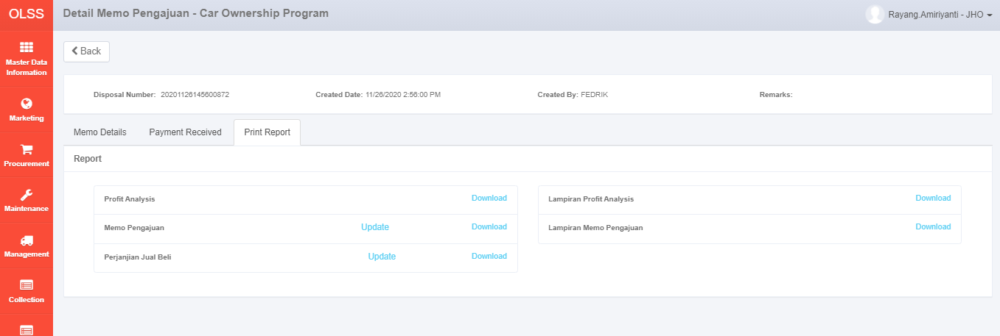 OLSS
Detail Memo Pengajuan - Car Ownership Program
Rayang.Amiriyanti - JHO
Master Data
Information
Marketing
Procurement
Maintenance
Management
Collection
Back
Disposal Number: 20201126145600872
Created Date: 11/26/2020 2:56:00 PM
Created By: FEDRIK
Remarks:
Memo Details
Payment Received
Print Report
Report
Profit Analysis Download
Memo Pengajuan Update Download
Perjanjian Jual Beli Update Download
Lampiran Profit Analysis Download
Lampiran Memo Pengajuan Download